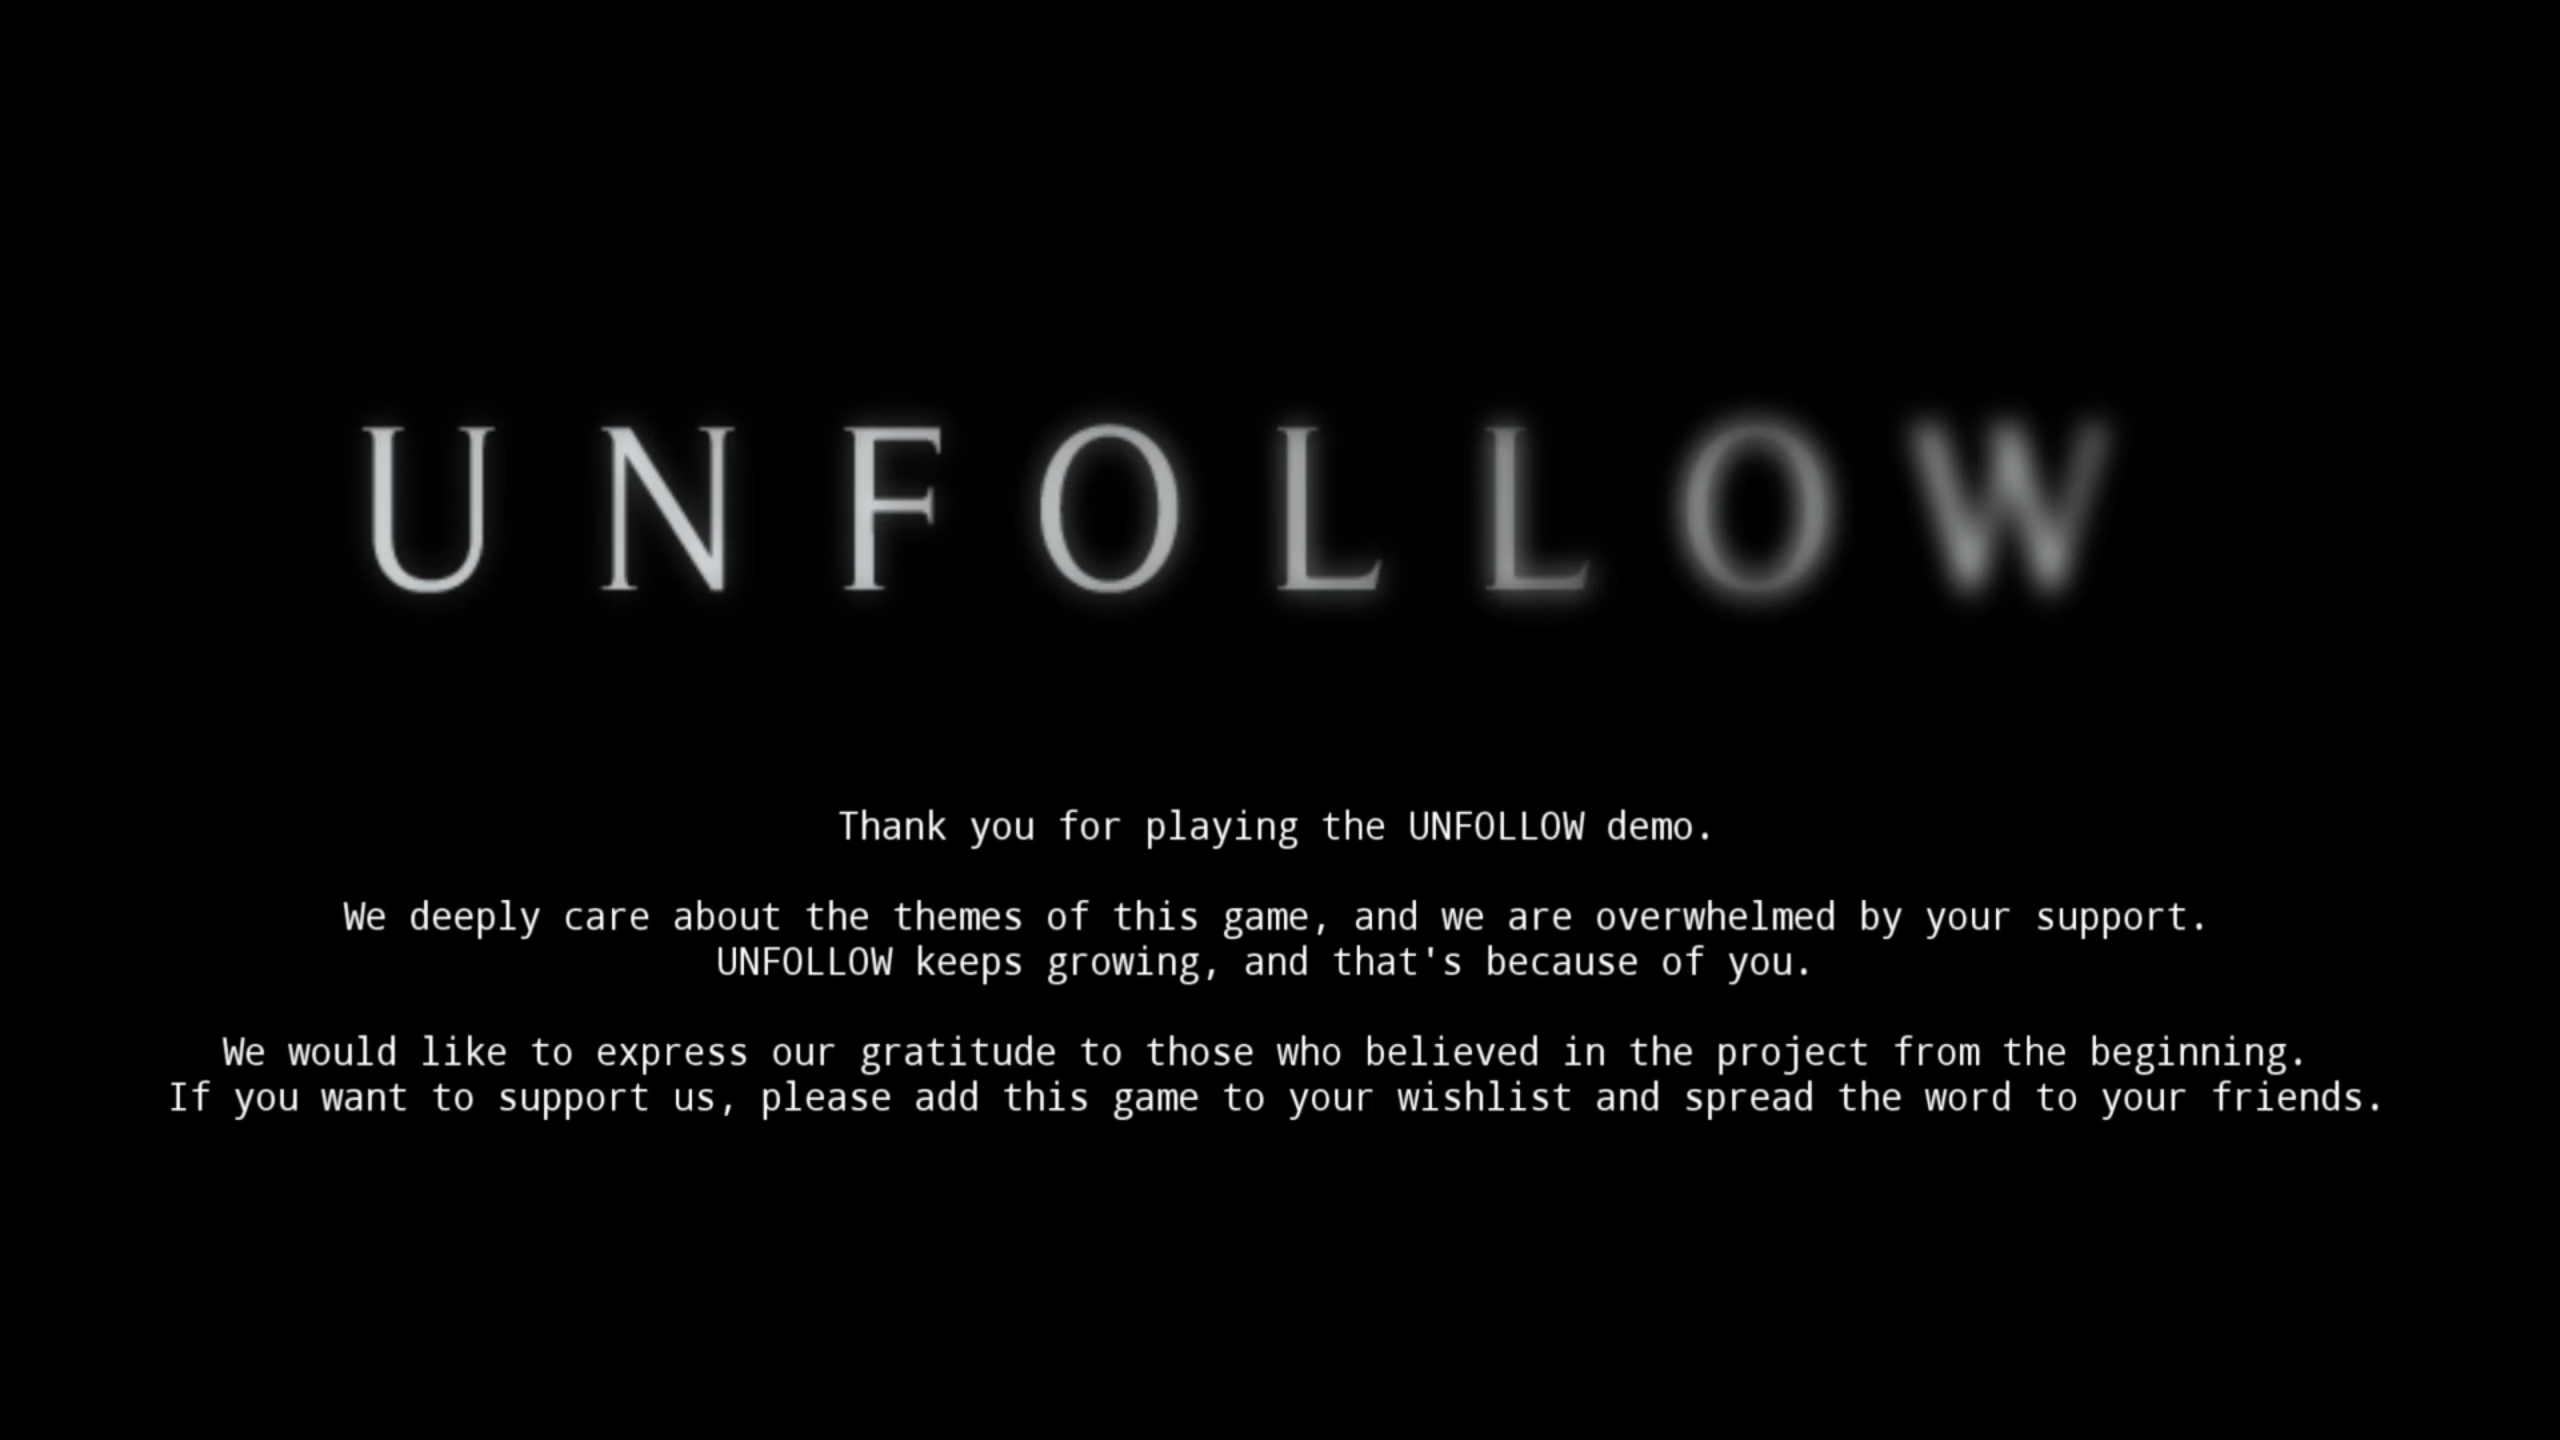 UNFOLLOW
Thank you for playing the UNFOLLOW demo.
We deeply care about the themes of this game, and we are overwhelmed by your support.
UNFOLLOW keeps growing, and that's because of you.
We would like to express our gratitude to those who believed in the project from the beginning.
If you want to support us, please add this game to your wishlist and spread the word to your friends.